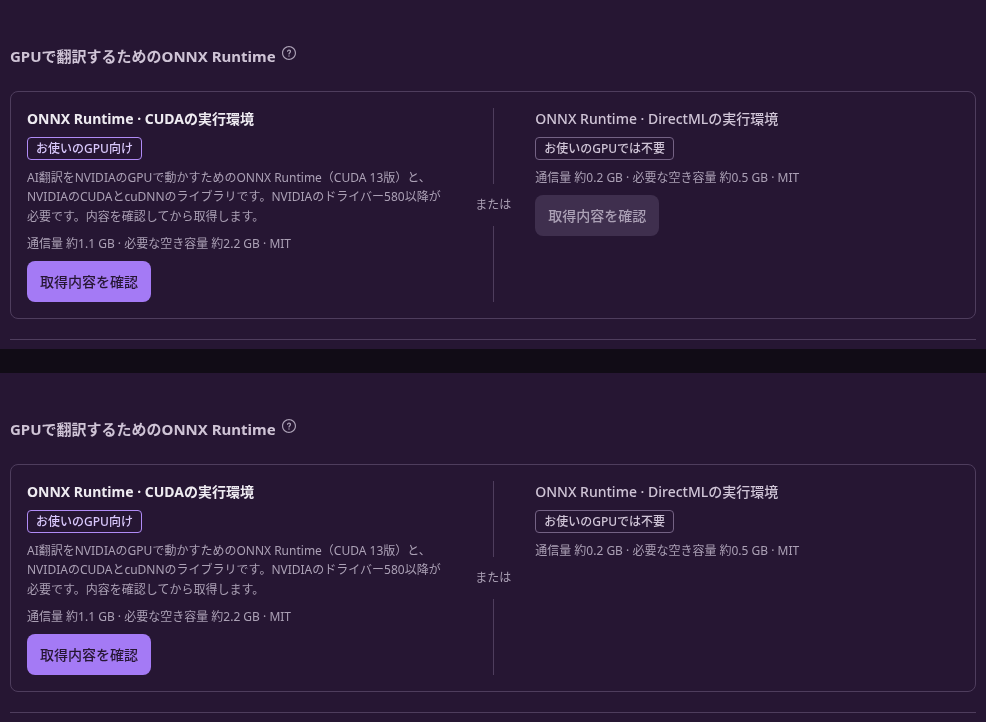 GPUで翻訳するためのONNX Runtime ?
ONNX Runtime · CUDAの実行環境
お使いのGPU向け
AI翻訳をNVIDIAのGPUで動かすためのONNX Runtime（CUDA 13版）と、
NVIDIAのCUDAとcuDNNのライブラリです。NVIDIAのドライバー580以降が
必要です。内容を確認してから取得します。
通信量 約1.1 GB · 必要な空き容量 約2.2 GB · MIT
取得内容を確認
または
ONNX Runtime · DirectMLの実行環境
お使いのGPUでは不要
通信量 約0.2 GB · 必要な空き容量 約0.5 GB · MIT
取得内容を確認
GPUで翻訳するためのONNX Runtime ?
ONNX Runtime · CUDAの実行環境
お使いのGPU向け
AI翻訳をNVIDIAのGPUで動かすためのONNX Runtime（CUDA 13版）と、
NVIDIAのCUDAとcuDNNのライブラリです。NVIDIAのドライバー580以降が
必要です。内容を確認してから取得します。
通信量 約1.1 GB · 必要な空き容量 約2.2 GB · MIT
取得内容を確認
または
ONNX Runtime · DirectMLの実行環境
お使いのGPUでは不要
通信量 約0.2 GB · 必要な空き容量 約0.5 GB · MIT